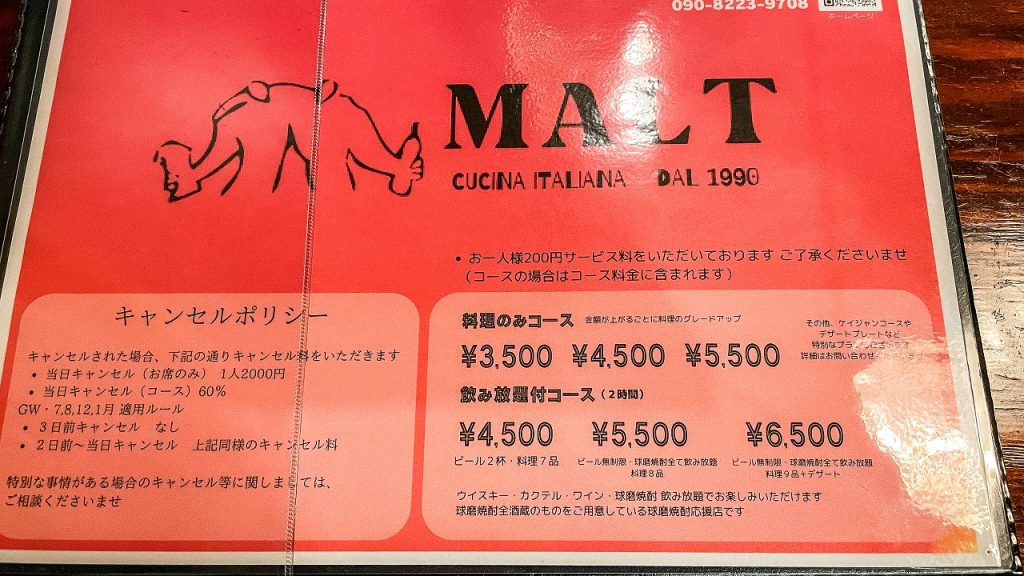 090-8223-9708
ホームページ
MALT
CUCINA ITALIANA DAL 1990
• お一人様200円サービス料をいただいております ご了承くださいませ
(コースの場合はコース料金に含まれます)
キャンセルポリシー
キャンセルされた場合、下記の通りキャンセル料をいただきます
• 当日キャンセル(お席のみ) 1人2000円
• 当日キャンセル(コース)60%
GW・7,8,12,1月 適用ルール
• 3日前キャンセル なし
• 2日前〜当日キャンセル 上記同様のキャンセル料
特別な事情がある場合のキャンセル等に関しましては、
ご相談くださいませ
料理のみコース 金額が上がるごとに料理のグレードアップ
¥3,500 ¥4,500 ¥5,500
その他、ケイジャンコースや
デザートプレートなど
特別なプラン
詳細はお問い合わせください
飲み放題付コース(2時間)
¥4,500 ¥5,500 ¥6,500
ビール2杯・料理7品
ビール無制限・球磨焼酎全て飲み放題
料理8品
ビール無制限・球磨焼酎全て飲み放題
料理9品+デザート
ウイスキー・カクテル・ワイン・球磨焼酎 飲み放題でお楽しみいただけます
球磨焼酎全酒蔵のものをご用意している球磨焼酎応援店です